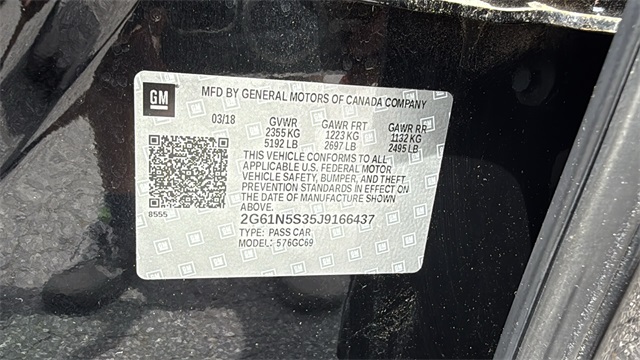 GM
MFD BY GENERAL MOTORS OF CANADA COMPANY
03/18 GVWR GAWR FRT GAWR RR
2355 KG 1223 KG 1132 KG
5192 LB 2697 LB 2495 LB
THIS VEHICLE CONFORMS TO ALL
APPLICABLE U.S. FEDERAL MOTOR
VEHICLE SAFETY, BUMPER, AND THEFT
PREVENTION STANDARDS IN EFFECT ON
THE DATE OF MANUFACTURE SHOWN
ABOVE.
8555
2G61N5S35J9166437
TYPE: PASS CAR
MODEL: 576GC69